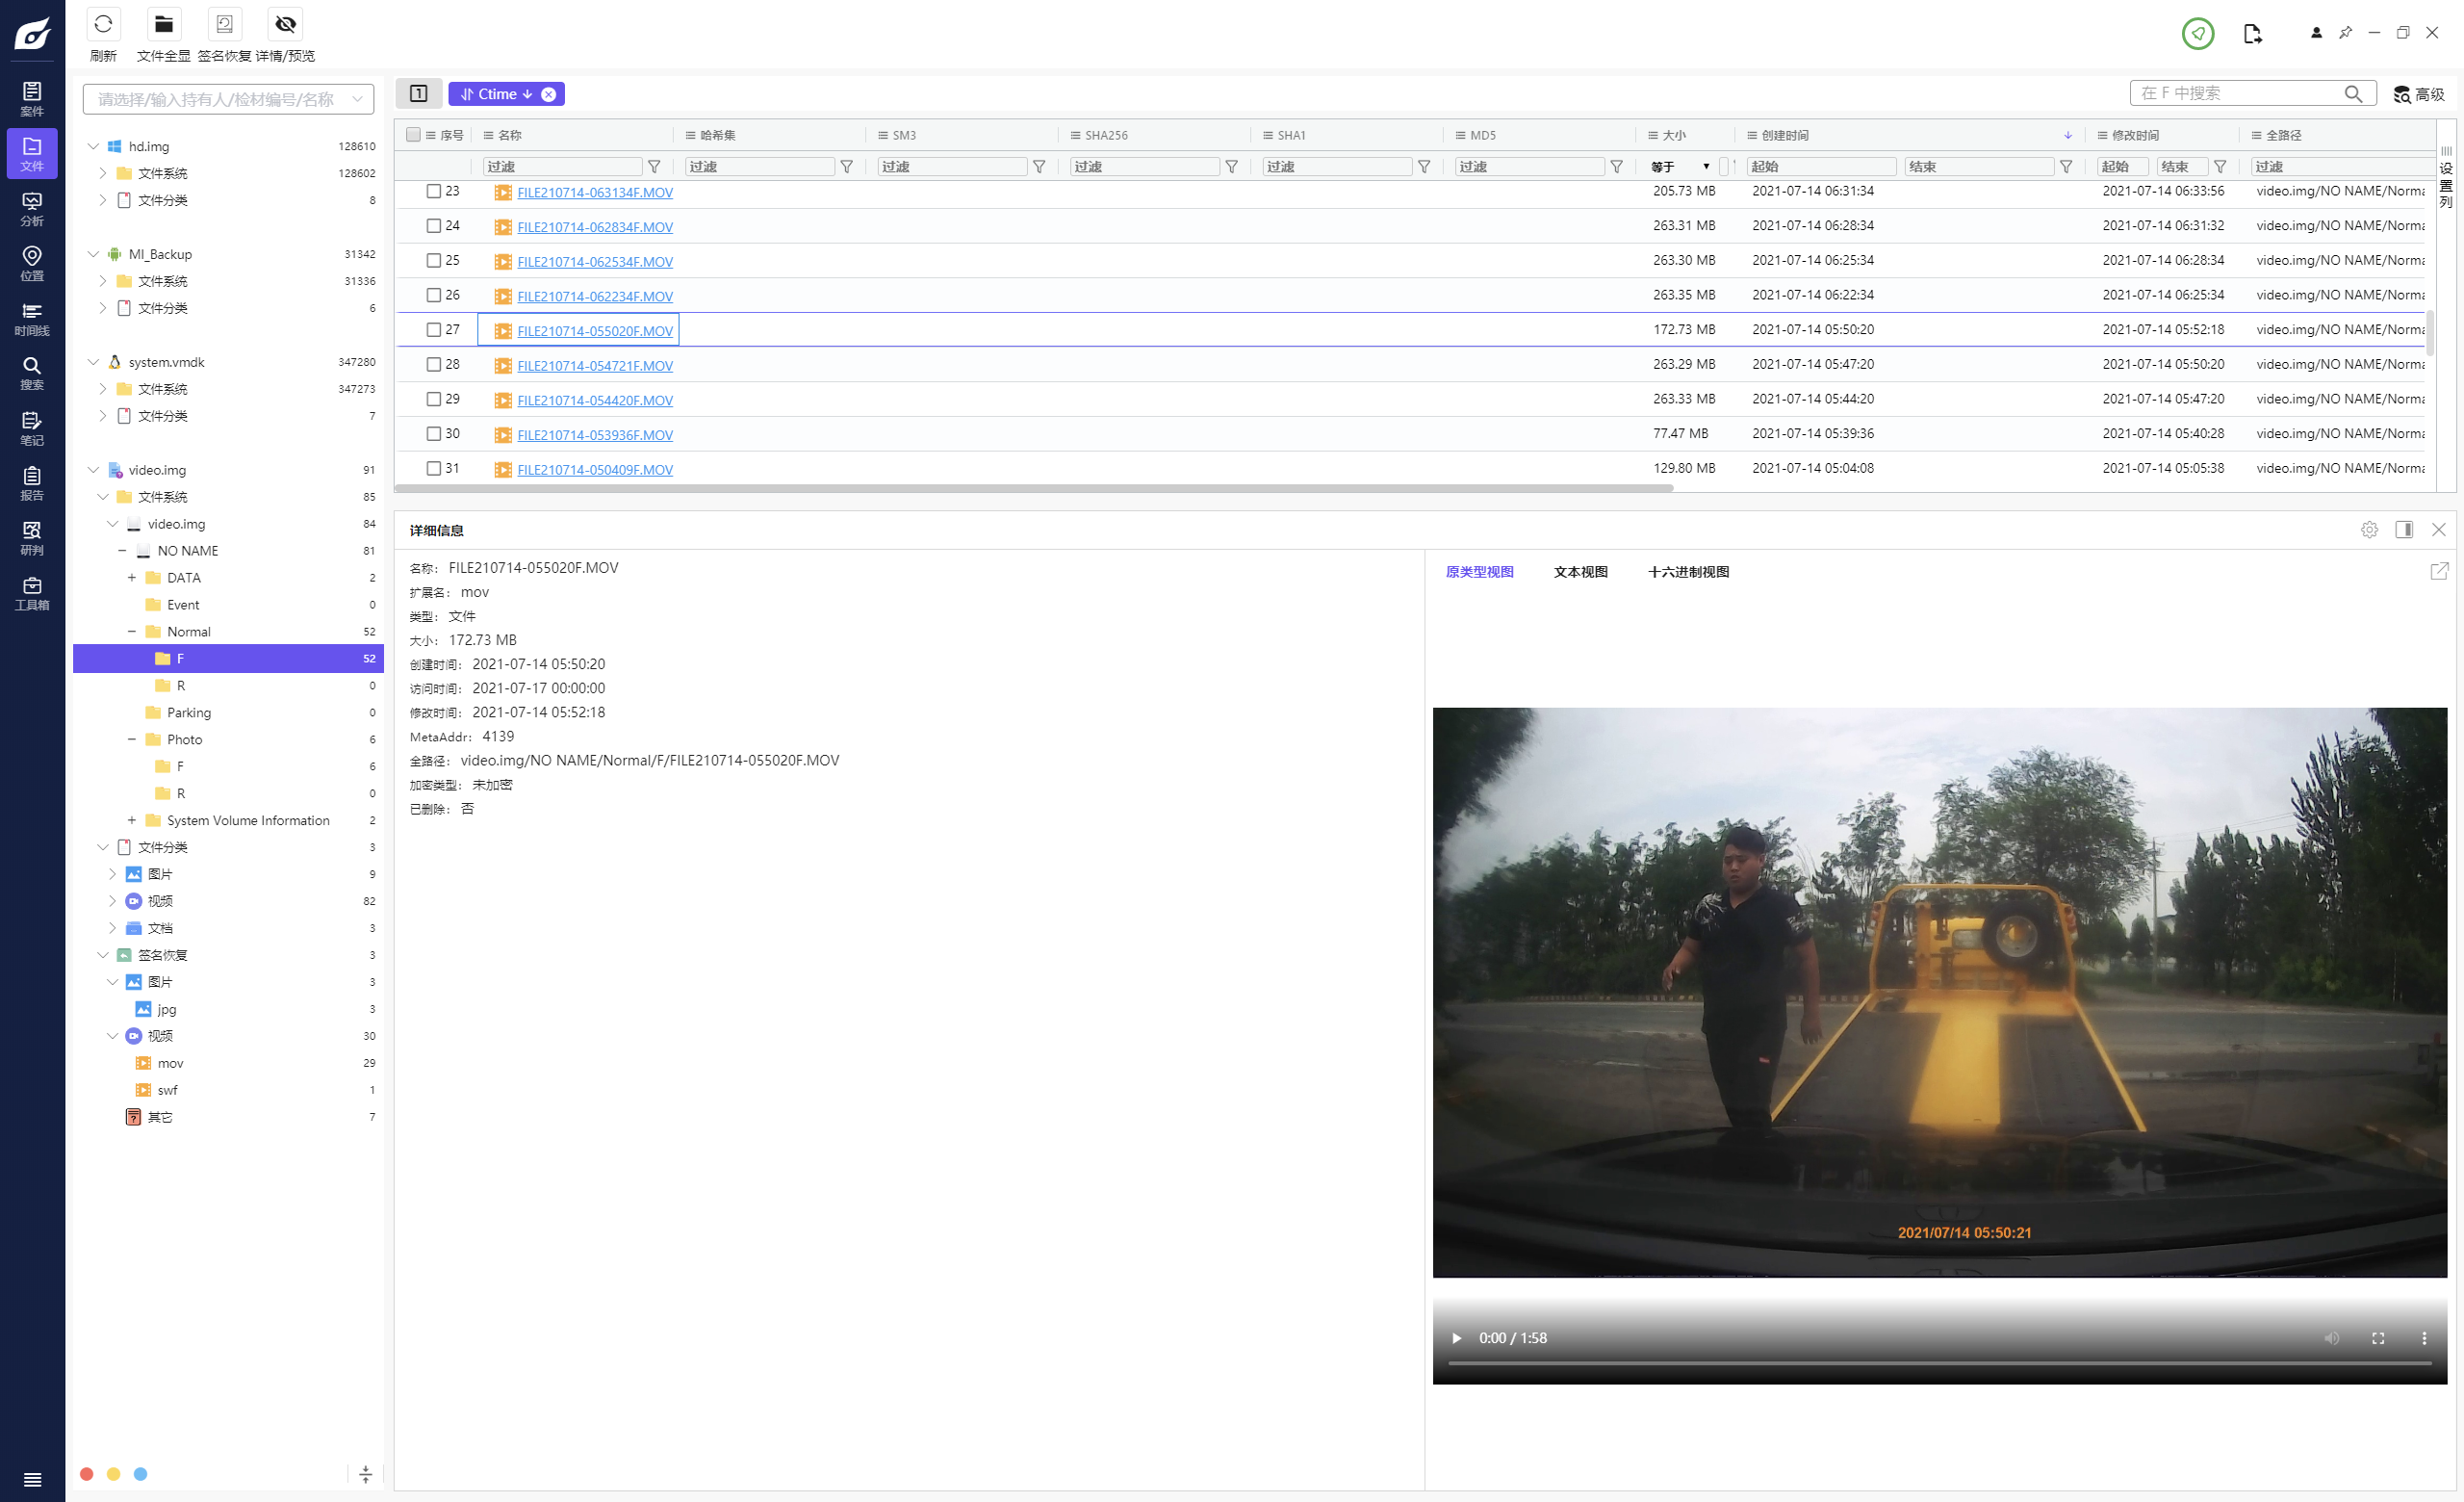 刷新 文件全显 签名恢复 详情/预览
案件
文件
分析
位置
时间线
搜索
笔记
报告
研判
工具箱
请选择/输入持有人/检材编号/名称
hd.img 128610
文件系统 128602
文件分类 8
MI_Backup 31342
文件系统 31336
文件分类 6
system.vmdk 347280
文件系统 347273
文件分类 7
video.img 91
文件系统 85
video.img 84
NO NAME 81
DATA 2
Event 0
Normal 52
F 52
R 0
Parking 0
Photo 6
F 6
R 0
System Volume Information 2
文件分类 3
图片 9
视频 82
文档 3
签名恢复 3
图片 3
jpg 3
视频 30
mov 29
swf 1
其它 7
1 Ctime
在 F 中搜索 高级
序号 名称 哈希集 SM3 SHA256 SHA1 MD5 大小 创建时间 修改时间 全路径
过滤 过滤 过滤 过滤 过滤 过滤 等于 起始 结束 起始 结束 过滤
设置列
23 FILE210714-063134F.MOV 205.73 MB 2021-07-14 06:31:34 2021-07-14 06:33:56 video.img/NO NAME/Norma
24 FILE210714-062834F.MOV 263.31 MB 2021-07-14 06:28:34 2021-07-14 06:31:32 video.img/NO NAME/Norma
25 FILE210714-062534F.MOV 263.30 MB 2021-07-14 06:25:34 2021-07-14 06:28:34 video.img/NO NAME/Norma
26 FILE210714-062234F.MOV 263.35 MB 2021-07-14 06:22:34 2021-07-14 06:25:34 video.img/NO NAME/Norma
27 FILE210714-055020F.MOV 172.73 MB 2021-07-14 05:50:20 2021-07-14 05:52:18 video.img/NO NAME/Norma
28 FILE210714-054721F.MOV 263.29 MB 2021-07-14 05:47:20 2021-07-14 05:50:20 video.img/NO NAME/Norma
29 FILE210714-054420F.MOV 263.33 MB 2021-07-14 05:44:20 2021-07-14 05:47:20 video.img/NO NAME/Norma
30 FILE210714-053936F.MOV 77.47 MB 2021-07-14 05:39:36 2021-07-14 05:40:28 video.img/NO NAME/Norma
31 FILE210714-050409F.MOV 129.80 MB 2021-07-14 05:04:08 2021-07-14 05:05:38 video.img/NO NAME/Norma
详细信息
名称: FILE210714-055020F.MOV
扩展名: mov
类型: 文件
大小: 172.73 MB
创建时间: 2021-07-14 05:50:20
访问时间: 2021-07-17 00:00:00
修改时间: 2021-07-14 05:52:18
MetaAddr: 4139
全路径: video.img/NO NAME/Normal/F/FILE210714-055020F.MOV
加密类型: 未加密
已删除: 否
原类型视图 文本视图 十六进制视图
2021/07/14 05:50:21
0:00 / 1:58